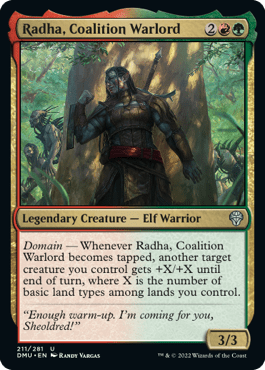 Radha, Coalition Warlord 2
Legendary Creature — Elf Warrior
Domain — Whenever Radha, Coalition
Warlord becomes tapped, another target
creature you control gets +X/+X until
end of turn, where X is the number of
basic land types among lands you control.
“Enough warm-up. I’m coming for you,
Sheoldred!”
3/3
211/281 U
DMU • EN RANDY VARGAS ™ & © 2022 Wizards of the Coast